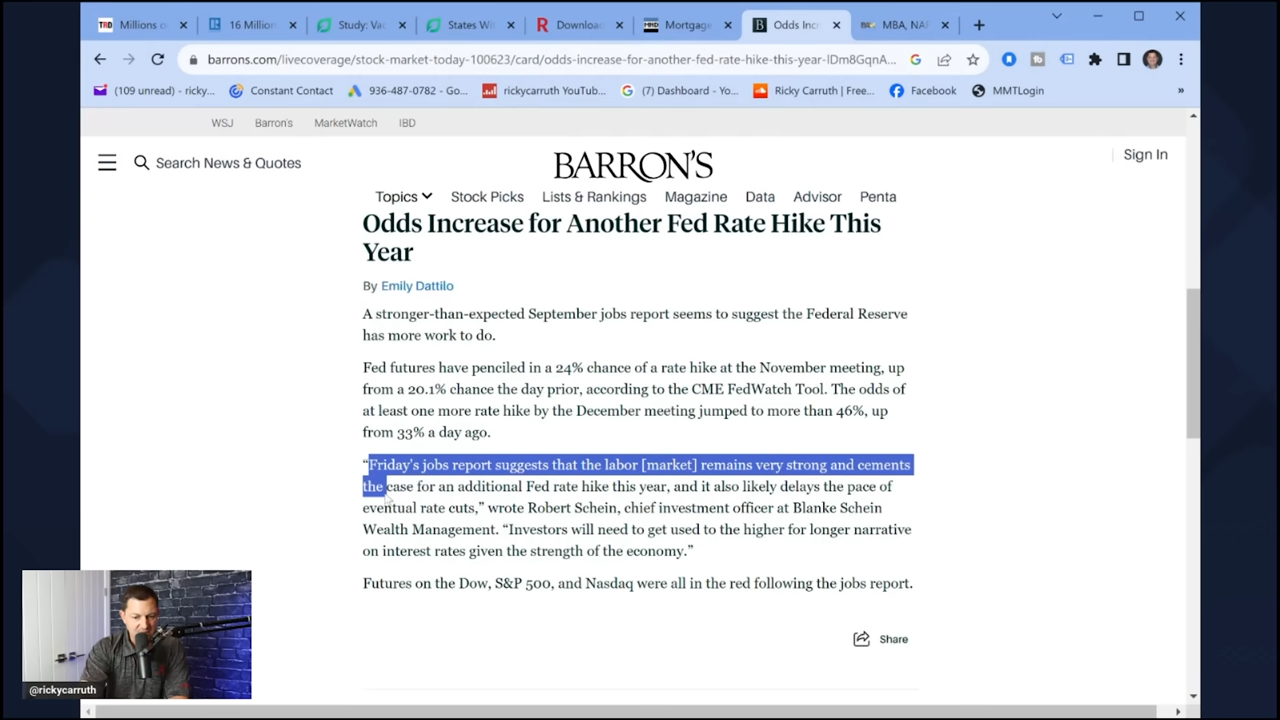 Millions o
16 Million
Study: Va
States Wi
Download
Mortgage
Odds Inc
MBA, NA
barrons.com/livecoverage/stock-market-today-100623/card/odds-increase-for-another-fed-rate-hike-this-year-lDm8GqnA...
(109 unread) - ricky...
Constant Contact
936-487-0782 - Go...
rickycarruth YouTub...
(7) Dashboard - Yo...
Ricky Carruth | Free...
Facebook
MMTLogin
»
WSJ
Barron's
MarketWatch
IBD
Search News & Quotes
BARRON'S
Sign In
Topics
Stock Picks
Lists & Rankings
Magazine
Data
Advisor
Penta
Odds Increase for Another Fed Rate Hike This
Year
By Emily Dattilo
A stronger-than-expected September jobs report seems to suggest the Federal Reserve
has more work to do.
Fed futures have penciled in a 24% chance of a rate hike at the November meeting, up
from a 20.1% chance the day prior, according to the CME FedWatch Tool. The odds of
at least one more rate hike by the December meeting jumped to more than 46%, up
from 33% a day ago.
“Friday’s jobs report suggests that the labor [market] remains very strong and cements
the case for an additional Fed rate hike this year, and it also likely delays the pace of
eventual rate cuts,” wrote Robert Schein, chief investment officer at Blanke Schein
Wealth Management. “Investors will need to get used to the higher for longer narrative
on interest rates given the strength of the economy.”
Futures on the Dow, S&P 500, and Nasdaq were all in the red following the jobs report.
Share
@rickycarruth